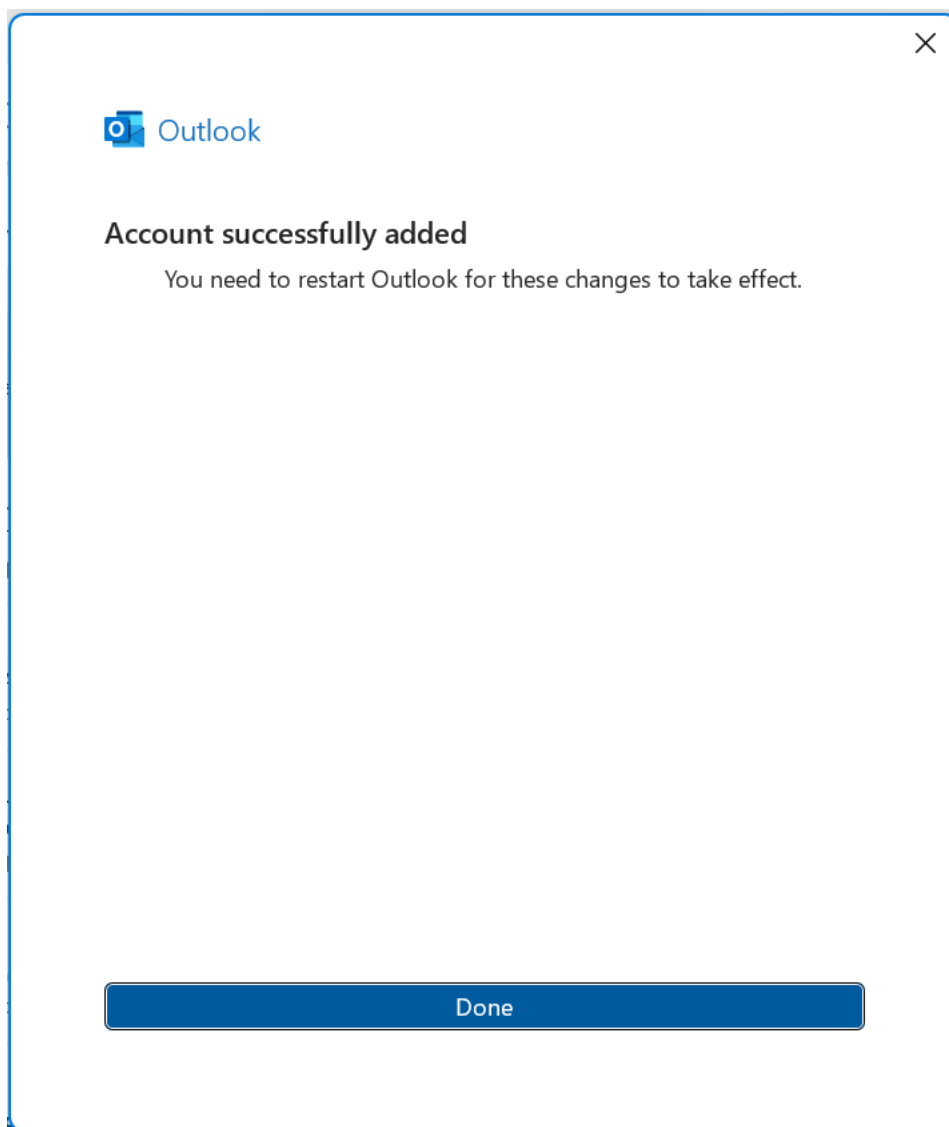 Outlook
Account successfully added
You need to restart Outlook for these changes to take effect.
Done